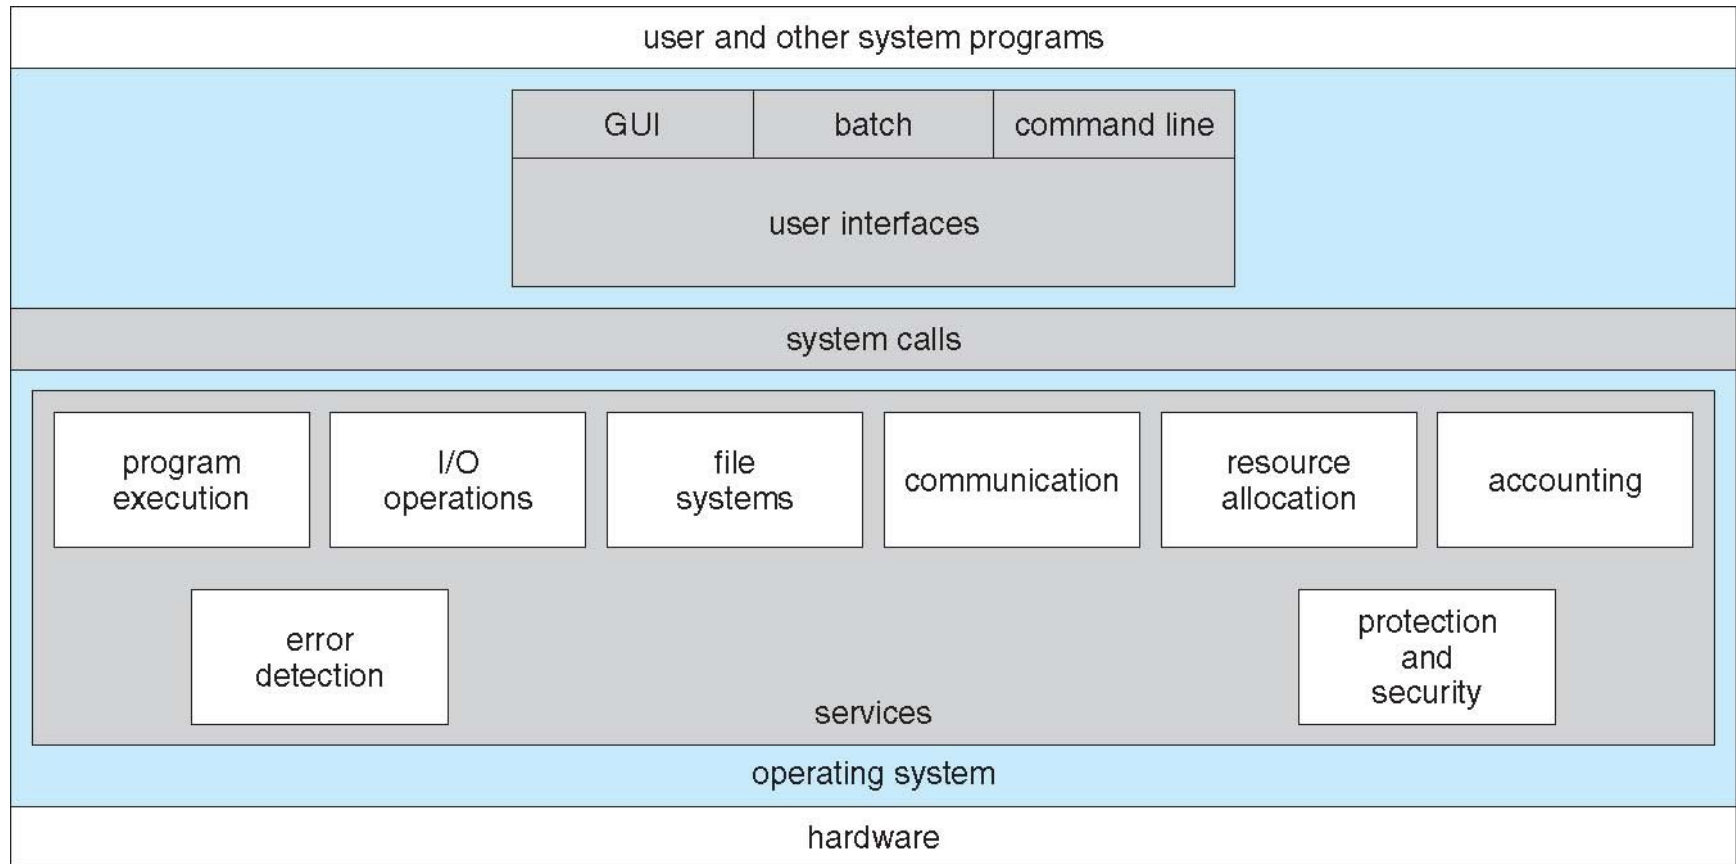 user and other system programs
GUI
batch
command line
user interfaces
system calls
program
execution
I/O
operations
file
systems
communication
resource
allocation
accounting
error
detection
protection
and
security
services
operating system
hardware